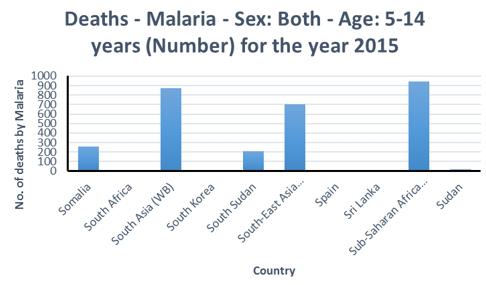 Deaths - Malaria - Sex: Both - Age: 5-14
years (Number) for the year 2015
No. of deaths by Malaria
1000
900
800
700
600
500
400
300
200
100
0
Somalia
South Africa
South Asia (WB)
South Korea
South Sudan
South-East Asia...
Spain
Sri Lanka
Sub-Saharan Africa...
Sudan
Country